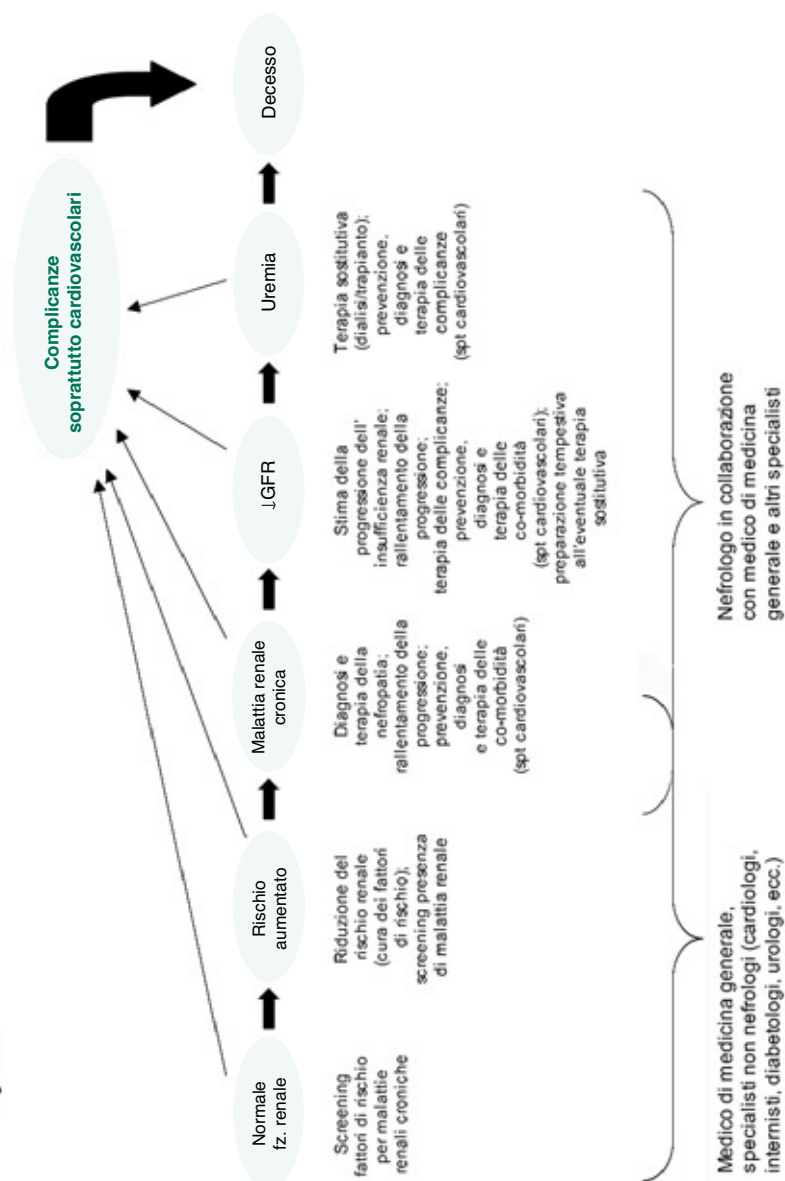 Complicanze
soprattutto cardiovascolari
Normale
fz. renale
Rischio
aumentato
Malattia renale
cronica
↓GFR
Uremia
Decesso
Screening
fattori di rischio
per malattie
renali croniche
Riduzione del
rischio renale
(cura dei fattori
di rischio);
screening presenza
di malattia renale
Diagnosi e
terapia della
nefropatia;
rallentamento della
progressione;
prevenzione,
diagnosi
e terapia delle
co-morbidità
(spt cardiovascolari)
Stima della
progressione dell'
insufficienza renale;
rallentamento della
progressione;
terapia delle complicanze;
prevenzione,
diagnosi e
terapia delle
co-morbidità
(spt cardiovascolari);
preparazione tempestiva
all'eventuale terapia
sostitutiva
Terapia sostitutiva
(dialisi/trapianto);
prevenzione,
diagnosi e
terapia delle
complicanze
(spt cardiovascolari)
Medico di medicina generale,
specialisti non nefrologi (cardiologi,
internisti, diabetologi, urologi, ecc.)
Nefrologo in collaborazione
con medico di medicina
generale e altri specialisti